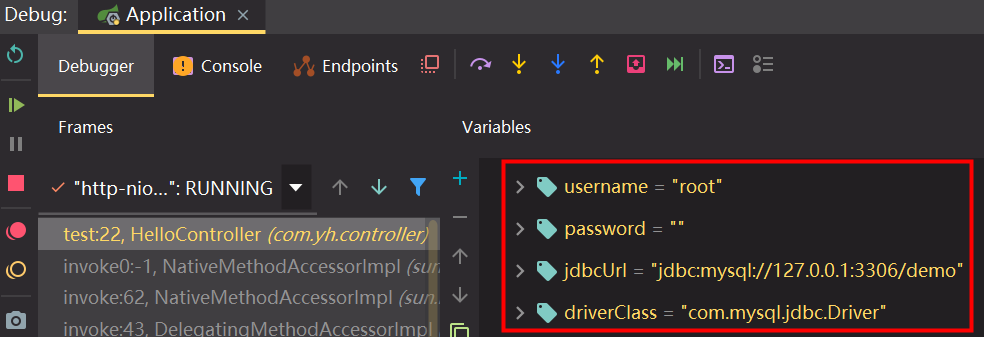 Debug:
Application
Debugger
Console
Endpoints
Frames
Variables
"http-nio...": RUNNING
test:22, HelloController (com.yh.controller)
invoke0:-1, NativeMethodAccessorImpl (sun.
invoke:62, NativeMethodAccessorImpl (sun..
invoke:43, DelegatingMethodAccessorImpl
username = "root"
password = ""
jdbcUrl = "jdbc:mysql://127.0.0.1:3306/demo"
driverClass = "com.mysql.jdbc.Driver"